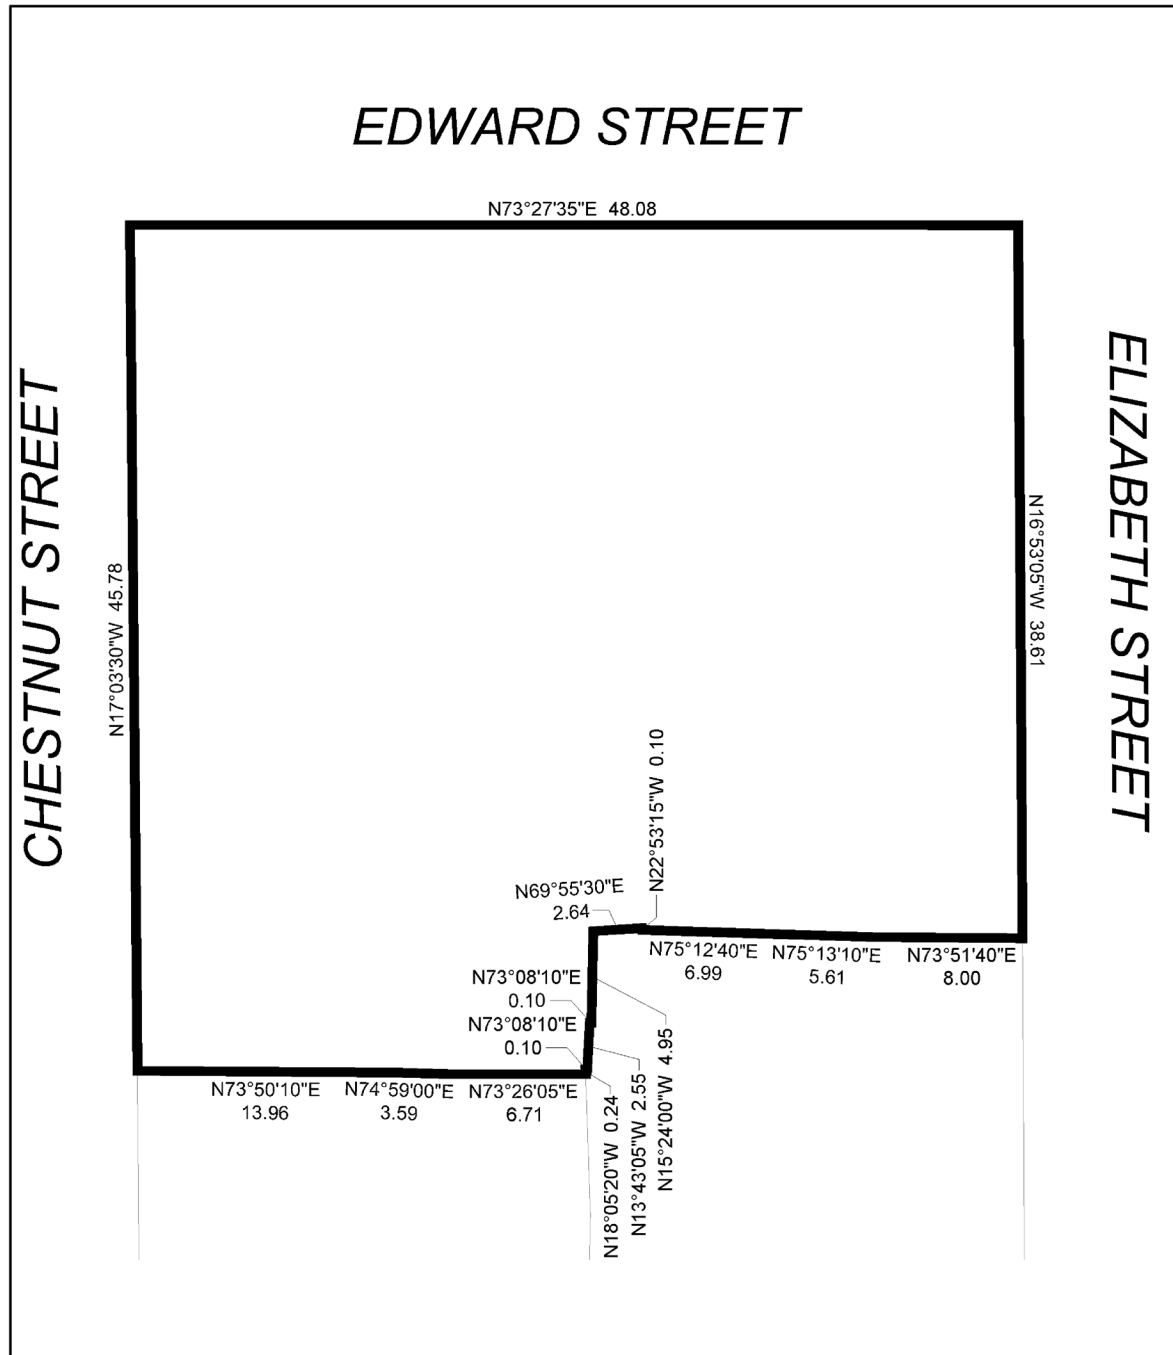 EDWARD STREET
N73°27'35"E 48.08
CHESTNUT STREET
N17°03'30"W 45.78
ELIZABETH STREET
N16°53'05"W 38.61
N22°53'15"W 0.10
N69°55'30"E
2.64
N75°12'40"E
6.99
N75°13'10"E
5.61
N73°51'40"E
8.00
N73°08'10"E
0.10
N73°08'10"E
0.10
N73°50'10"E
13.96
N74°59'00"E
3.59
N73°26'05"E
6.71
N18°05'20"W 0.24
N13°43'05"W 2.55
N15°24'00"W 4.95